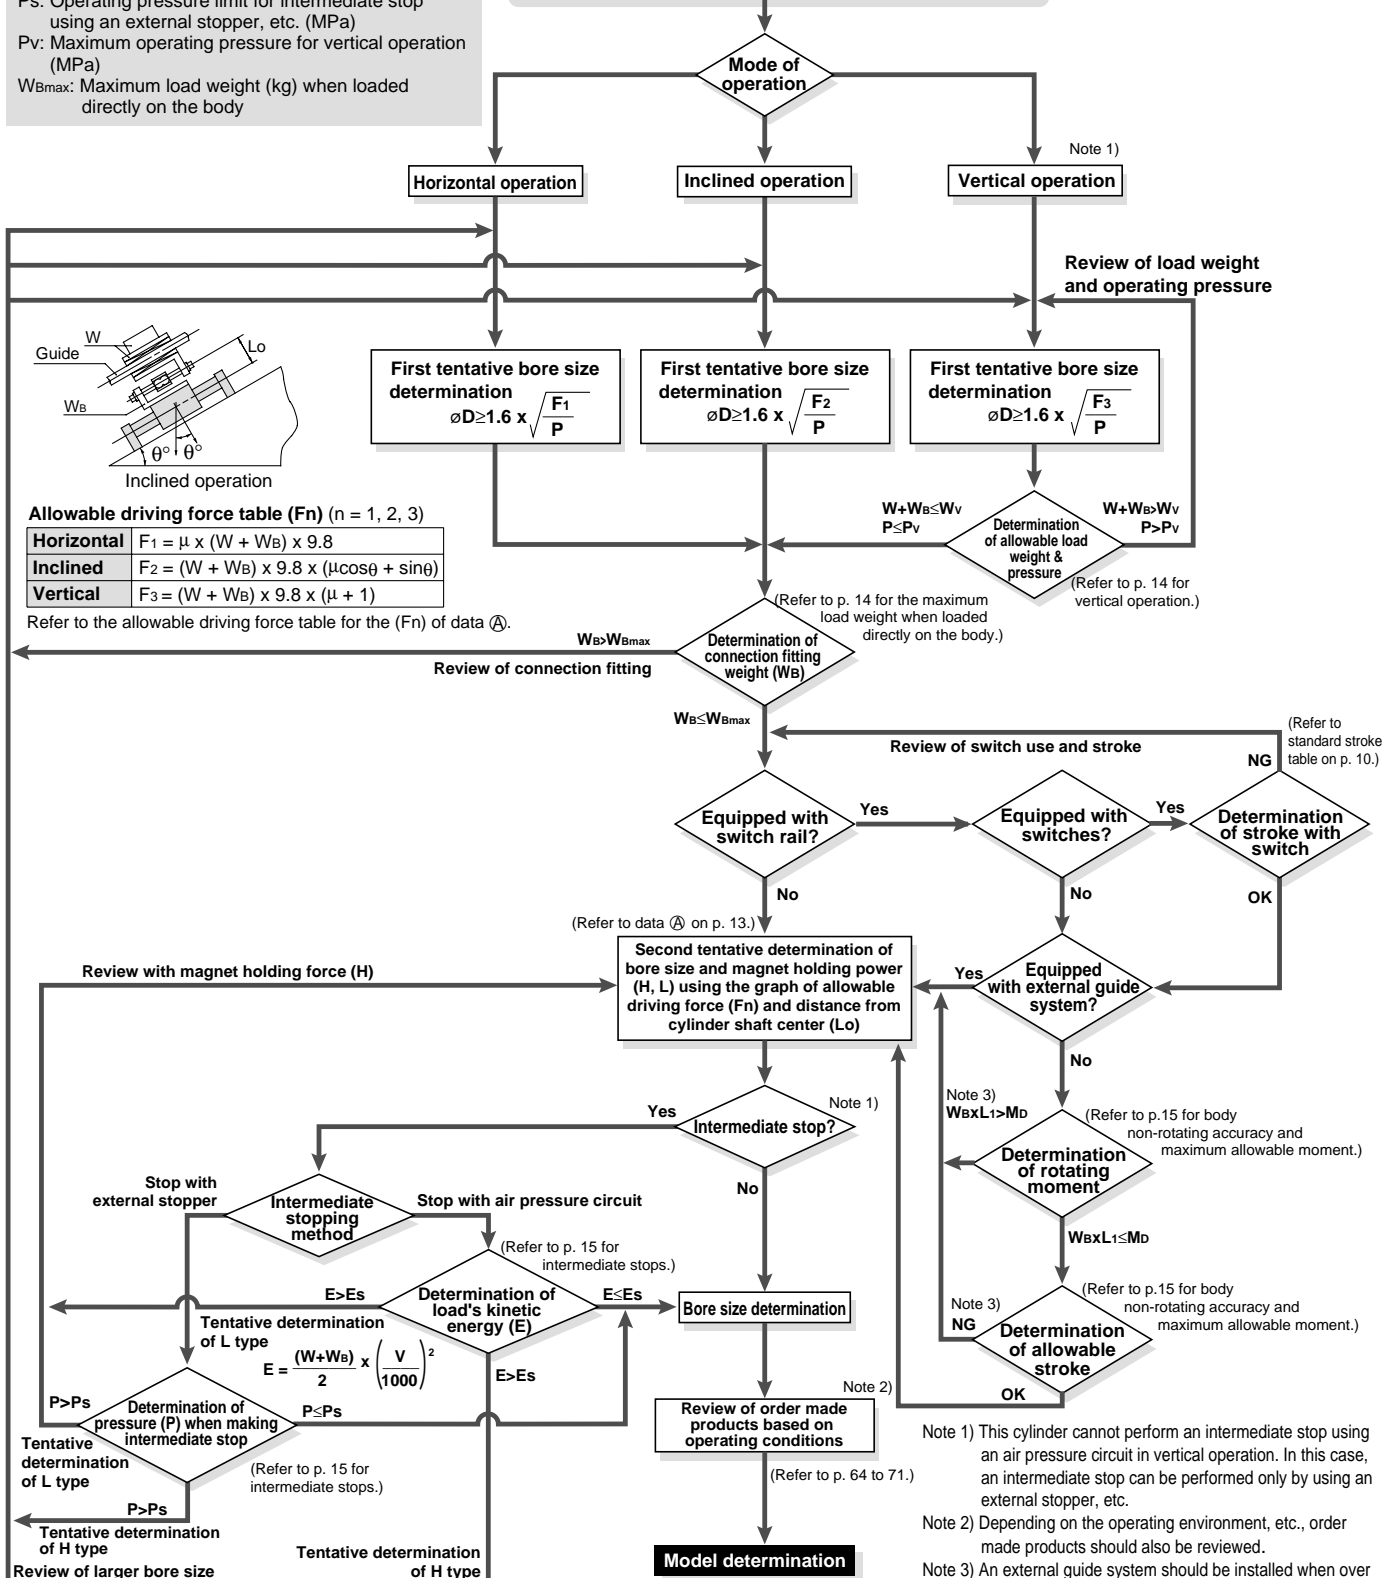 Ps: Operating pressure limit for intermediate stop
using an external stopper, etc. (MPa)
Pv: Maximum operating pressure for vertical operation
(MPa)
WBmax: Maximum load weight (kg) when loaded
directly on the body
Mode of
operation
Note 1)
Horizontal operation
Inclined operation
Vertical operation
Review of load weight
and operating pressure
W
Guide
Lo
WB
θ° θ°
Inclined operation
First tentative bore size
determination
øD≥1.6 x √F1/P
First tentative bore size
determination
øD≥1.6 x √F2/P
First tentative bore size
determination
øD≥1.6 x √F3/P
W+WB≤Wv
P≤Pv
Determination
of allowable load
weight &
pressure
W+WB>Wv
P>Pv
(Refer to p. 14 for
vertical operation.)
Allowable driving force table (Fn) (n = 1, 2, 3)
Horizontal F1 = μ x (W + WB) x 9.8
Inclined F2 = (W + WB) x 9.8 x (μcosθ + sinθ)
Vertical F3 = (W + WB) x 9.8 x (μ + 1)
Refer to the allowable driving force table for the (Fn) of data Ⓐ.
(Refer to p. 14 for the maximum
load weight when loaded
directly on the body.)
WB>WBmax
Review of connection fitting
Determination of
connection fitting
weight (WB)
WB≤WBmax
Review of switch use and stroke
(Refer to
standard stroke
table on p. 10.)
NG
Equipped with
switch rail?
Yes
Equipped with
switches?
Yes
Determination
of stroke with
switch
No
No
OK
(Refer to data Ⓐ on p. 13.)
Review with magnet holding force (H)
Second tentative determination of
bore size and magnet holding power
(H, L) using the graph of allowable
driving force (Fn) and distance from
cylinder shaft center (Lo)
Yes
Equipped
with external guide
system?
No
Note 1)
Yes
Intermediate stop?
No
Note 3)
WBxL1>MD
(Refer to p.15 for body
non-rotating accuracy and
maximum allowable moment.)
Determination
of rotating
moment
WBxL1≤MD
Stop with
external stopper
Intermediate
stopping
method
Stop with air pressure circuit
(Refer to p. 15 for
intermediate stops.)
E>Es
Determination of
load's kinetic
energy (E)
E≤Es
Bore size determination
Tentative determination
of L type
E = (W+WB)/2 x (V/1000)2
E>Es
(Refer to p.15 for body
non-rotating accuracy and
maximum allowable moment.)
Note 3)
NG
Determination
of allowable
stroke
OK
P>Ps
Determination of
pressure (P) when making
intermediate stop
P≤Ps
Tentative
determination
of L type
(Refer to p. 15 for
intermediate stops.)
Note 2)
Review of order made
products based on
operating conditions
(Refer to p. 64 to 71.)
P>Ps
Tentative determination
of H type
Review of larger bore size
Tentative determination
of H type
Model determination
Note 1) This cylinder cannot perform an intermediate stop using
an air pressure circuit in vertical operation. In this case,
an intermediate stop can be performed only by using an
external stopper, etc.
Note 2) Depending on the operating environment, etc., order
made products should also be reviewed.
Note 3) An external guide system should be installed when over